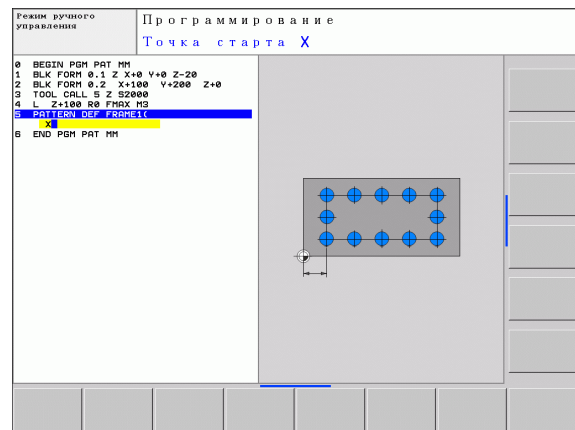 Режим ручного
управления
Программирование
Точка старта X
0 BEGIN PGM PAT MM
1 BLK FORM 0.1 Z X+0 Y+0 Z-20
2 BLK FORM 0.2 X+100 Y+200 Z+0
3 TOOL CALL 5 Z S2000
4 L Z+100 R0 FMAX M3
5 PATTERN DEF FRAME1(
X
6 END PGM PAT MM